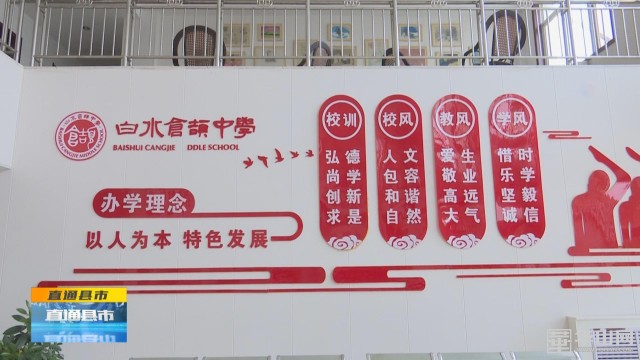 白水倉頡中學
BAISHUI CANGJIE DDLE SCHOOL
办学理念
以人为本 特色发展
校训
弘德
尚学
创新
求是
校风
人文
包容
和谐
自然
教风
爱生
敬业
高远
大气
学风
惜时
乐学
坚毅
诚信
直通县市
直通县市